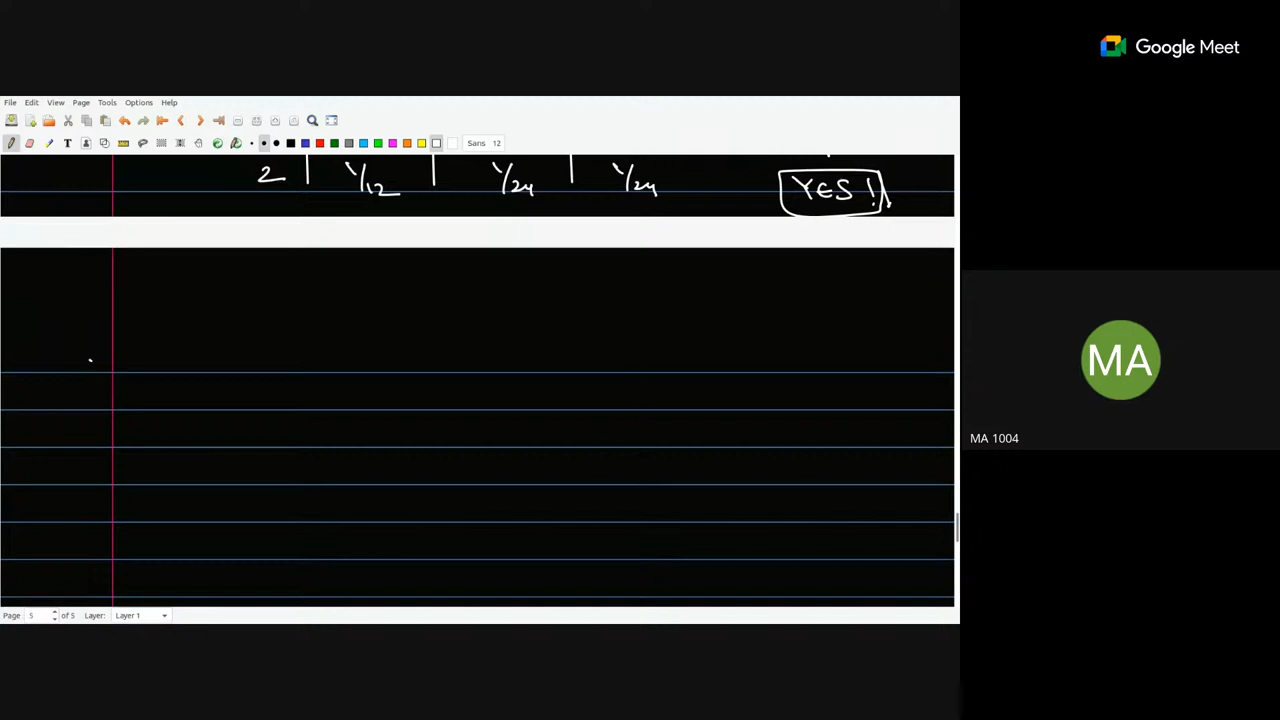 Google Meet
File Edit View Page Tools Options Help
Sans 12
2 | 1/12 | 1/24 | 1/24
YES !
MA
MA 1004
Page 5 of 5 Layer: Layer 1